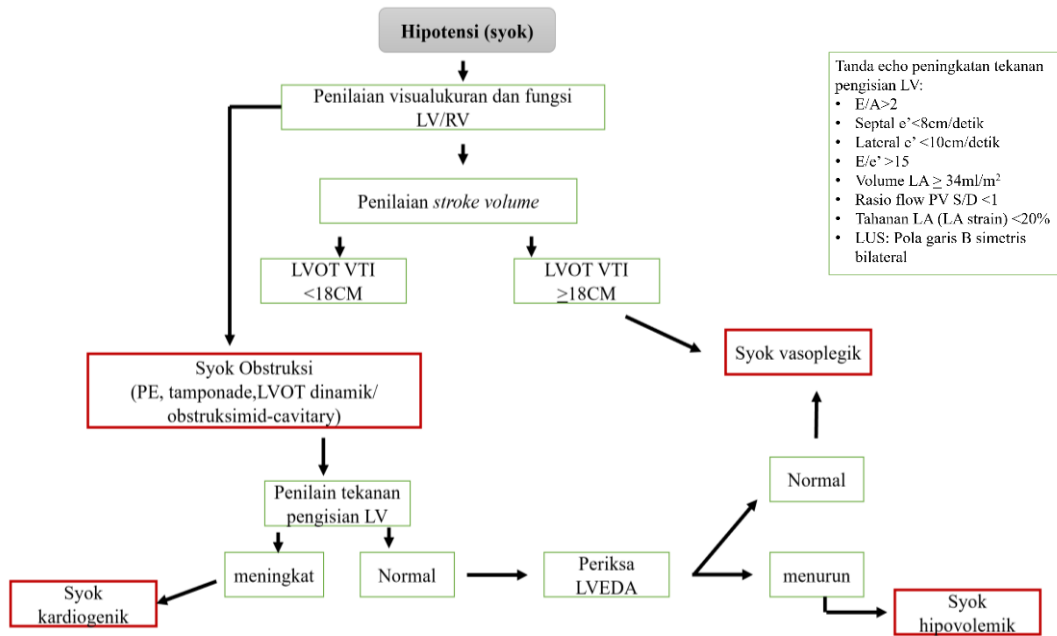 Hipotensi (syok)
Penilaian visualukuran dan fungsi
LV/RV
Penilaian stroke volume
LVOT VTI
<18CM
LVOT VTI
≥18CM
Tanda echo peningkatan tekanan
pengisian LV:
• E/A>2
• Septal e’<8cm/detik
• Lateral e’ <10cm/detik
• E/e’ >15
• Volume LA ≥ 34ml/m²
• Rasio flow PV S/D <1
• Tahanan LA (LA strain) <20%
• LUS: Pola garis B simetris
bilateral
Syok Obstruksi
(PE, tamponade,LVOT dinamik/
obstruksimid-cavitary)
Syok vasoplegik
Penilain tekanan
pengisian LV
Normal
meningkat
Normal
Periksa
LVEDA
menurun
Syok
kardiogenik
Syok
hipovolemik